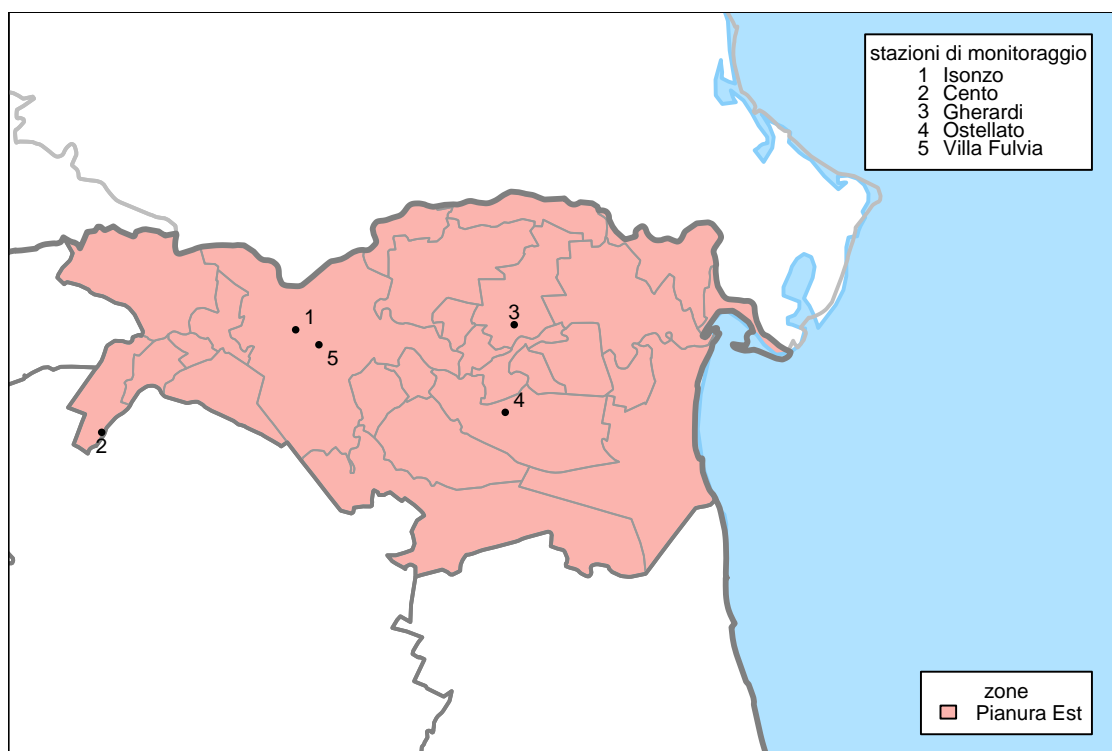 stazioni di monitoraggio
1 Isonzo
2 Cento
3 Gherardi
4 Ostellato
5 Villa Fulvia
3
1
5
4
2
zone
Pianura Est